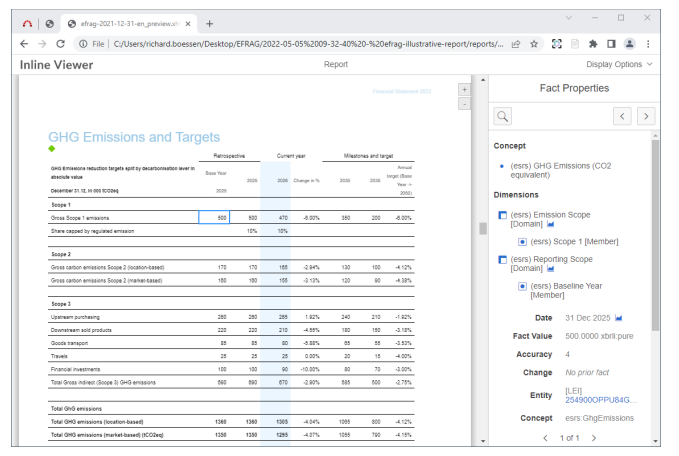 efrag-2021-12-31-en_preview.xh
File | C:/Users/richard.boessen/Desktop/EFRAG/2022-05-05%2009-32-40%20-%20efrag-illustrative-report/reports/...
Inline Viewer
Report
Display Options
Financial Statement 2022
GHG Emissions and Targets
Retrospective Current year Milestones and target
GHG Emissions reduction targets split by decarbonisation lever in absolute value
Base Year 2025 2026 Change in % 2030 Annual target (Base Year -> 2050)
December 31.12, in 000 tCO2eq 2025
Scope 1
Gross Scope 1 emissions 500 500 470 -6.00% 350 200 -6.00%
Share capped by regulated emission 10% 10%
Scope 2
Gross carbon emissions Scope 2 (location-based) 170 170 165 -2.94% 130 100 -4.12%
Gross carbon emissions Scope 2 (market-based) 160 160 155 -3.13% 120 90 -4.38%
Scope 3
Upstream purchasing 260 260 265 1.92% 240 210 -1.92%
Downstream sold products 220 220 210 -4.55% 180 150 -3.18%
Goods transport 85 85 80 -5.88% 65 55 -3.53%
Travels 25 25 25 0.00% 20 15 -4.00%
Financial investments 100 100 90 -10.00% 80 70 -3.00%
Total Gross indirect (Scope 3) GHG emissions 690 690 670 -2.90% 585 500 -2.75%
Total GHG emissions
Total GHG emissions (location-based) 1360 1360 1305 -4.04% 1065 800 -4.12%
Total GHG emissions (market-based) (tCO2eq) 1350 1350 1295 -4.07% 1055 790 -4.15%
Fact Properties
Concept
(esrs) GHG Emissions (CO2
equivalent)
Dimensions
(esrs) Emission Scope
[Domain]
(esrs) Scope 1 [Member]
(esrs) Reporting Scope
[Domain]
(esrs) Baseline Year
[Member]
Date 31 Dec 2025
Fact Value 500.0000 xbrli:pure
Accuracy 4
Change No prior fact
Entity [LEI]
254900OPPU84G...
Concept esrs:GhgEmissions
1 of 1